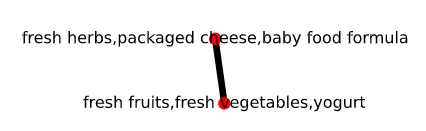 fresh herbs,packaged cheese,baby food formula
fresh fruits,fresh vegetables,yogurt